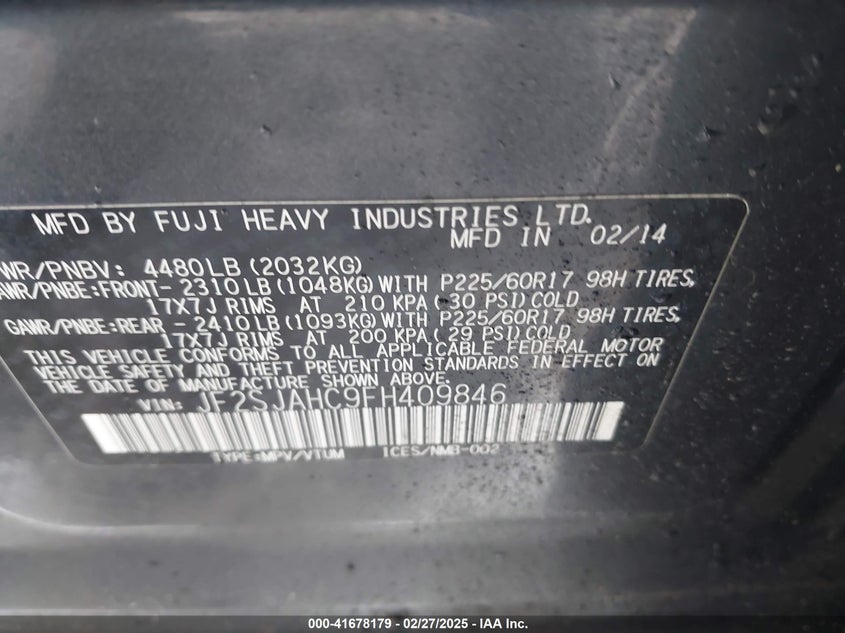 MFD BY FUJI HEAVY INDUSTRIES LTD.
MFD IN 02/14
WR/PNBV: 4480LB (2032KG)
AWR/PNBE:FRONT- 2310LB (1048KG) WITH P225/60R17 98H TIRES,
17X7J RIMS AT 210 KPA ( 30 PSI) COLD
GAWR/PNBE:REAR - 2410LB (1093KG) WITH P225/60R17 98H TIRES,
17X7J RIMS AT 200 KPA ( 29 PSI) COLD
THIS VEHICLE CONFORMS TO ALL APPLICABLE FEDERAL MOTOR
VEHICLE SAFETY AND THEFT PREVENTION STANDARDS IN EFFECT ON
THE DATE OF MANUFACTURE SHOWN ABOVE.
VIN: JF2SJAHC9FH409846
TYPE:MPV/VTUM ICES/NMB-002
000-41678179 - 02/27/2025 - IAA Inc.